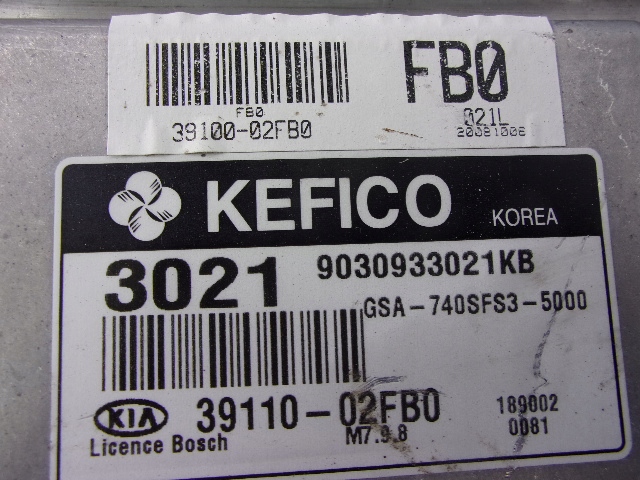 FB0
FB0
021L
39100-02FB0
20081006
KEFICO
KOREA
3021
9030933021KB
GSA-740SFS3-5000
KIA
39110-02FB0
189002
Licence Bosch
M7.9.8
0081